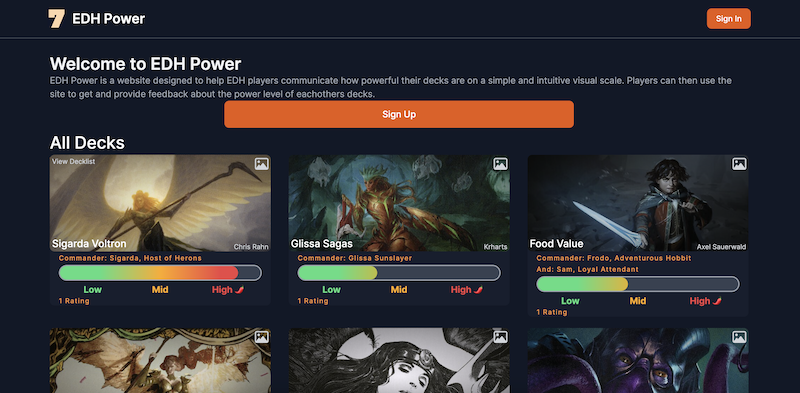 7 EDH Power
Sign In
Welcome to EDH Power
EDH Power is a website designed to help EDH players communicate how powerful their decks are on a simple and intuitive visual scale. Players can then use the
site to get and provide feedback about the power level of eachothers decks.
Sign Up
All Decks
View Decklist
Sigarda Voltron
Chris Rahn
Commander: Sigarda, Host of Herons
Low Mid High 🌶️
1 Rating
Glissa Sagas
Krharts
Commander: Glissa Sunslayer
Low Mid High 🌶️
1 Rating
Food Value
Axel Sauerwald
Commander: Frodo, Adventurous Hobbit
And: Sam, Loyal Attendant
Low Mid High 🌶️
1 Rating